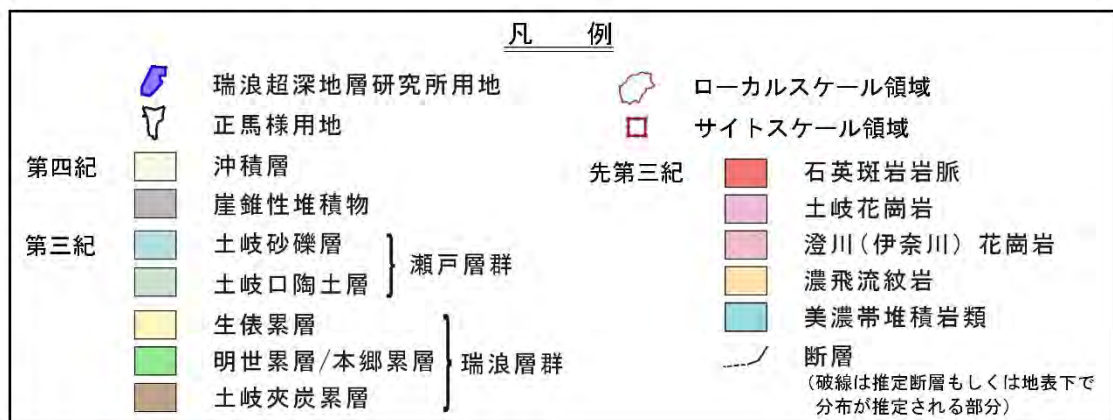 凡 例
瑞浪超深地層研究所用地
正馬様用地
第四紀 沖積層
崖錐性堆積物
第三紀 土岐砂礫層
土岐口陶土層
瀬戸層群
生俵累層
明世累層/本郷累層
土岐夾炭累層
瑞浪層群
ローカルスケール領域
サイトスケール領域
先第三紀 石英斑岩岩脈
土岐花崗岩
澄川(伊奈川)花崗岩
濃飛流紋岩
美濃帯堆積岩類
断層
(破線は推定断層もしくは地表下で
分布が推定される部分)